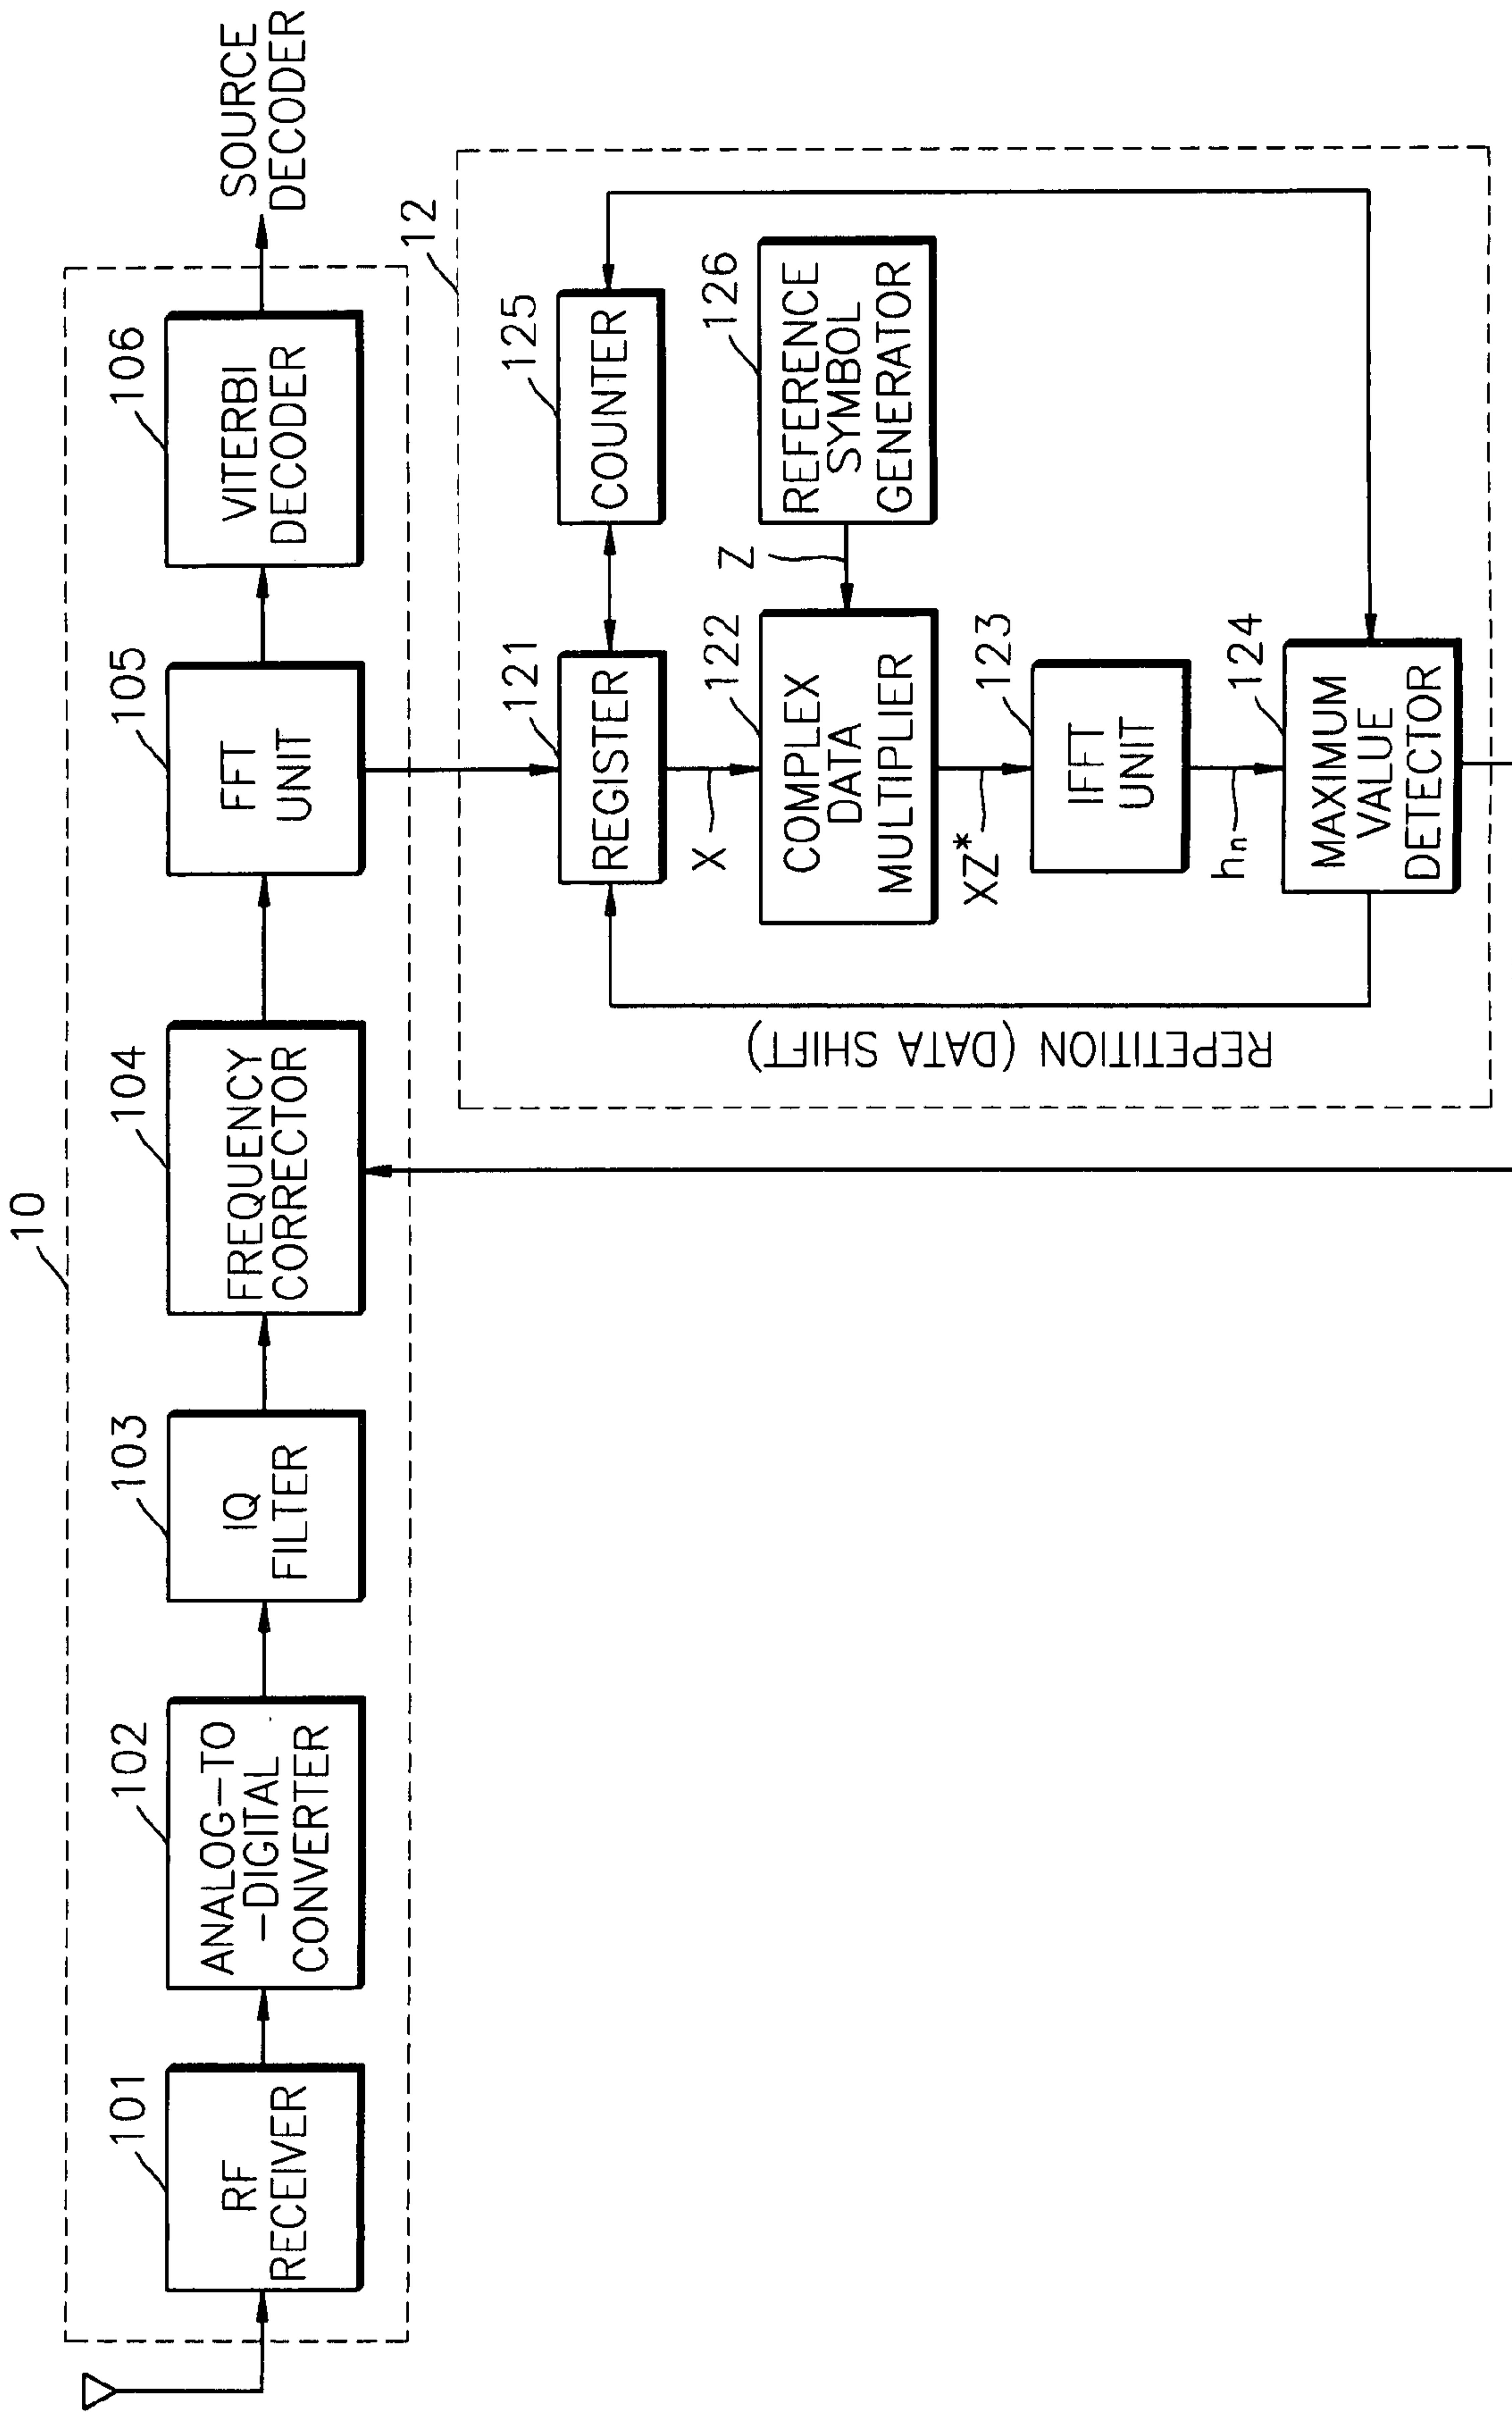 10
101
RF
RECEIVER
102
ANALOG-TO
-DIGITAL
CONVERTER
103
IQ
FILTER
104
FREQUENCY
CORRECTOR
105
FFT
UNIT
106
VITERBI
DECODER
SOURCE
DECODER
12
121
REGISTER
125
COUNTER
X
122
COMPLEX
DATA
MULTIPLIER
Z
126
REFERENCE
SYMBOL
GENERATOR
XZ*
123
IFFT
UNIT
hn
124
MAXIMUM
VALUE
DETECTOR
REPETITION (DATA SHIFT)